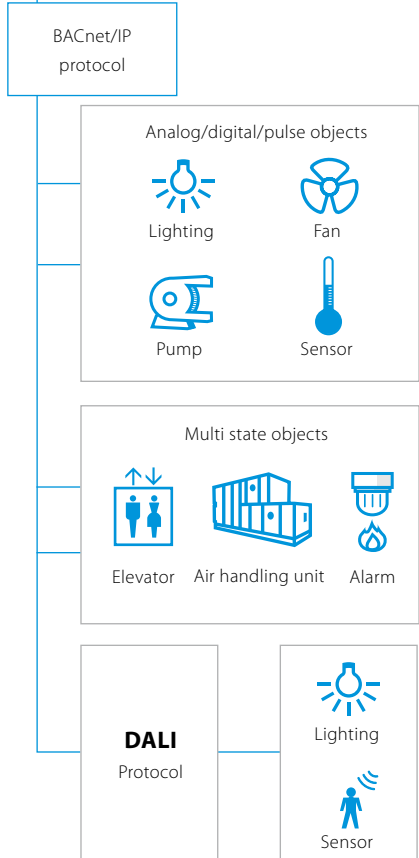 BACnet/IP
protocol
Analog/digital/pulse objects
Lighting
Fan
Pump
Sensor
Multi state objects
Elevator
Air handling unit
Alarm
DALI
Protocol
Lighting
Sensor